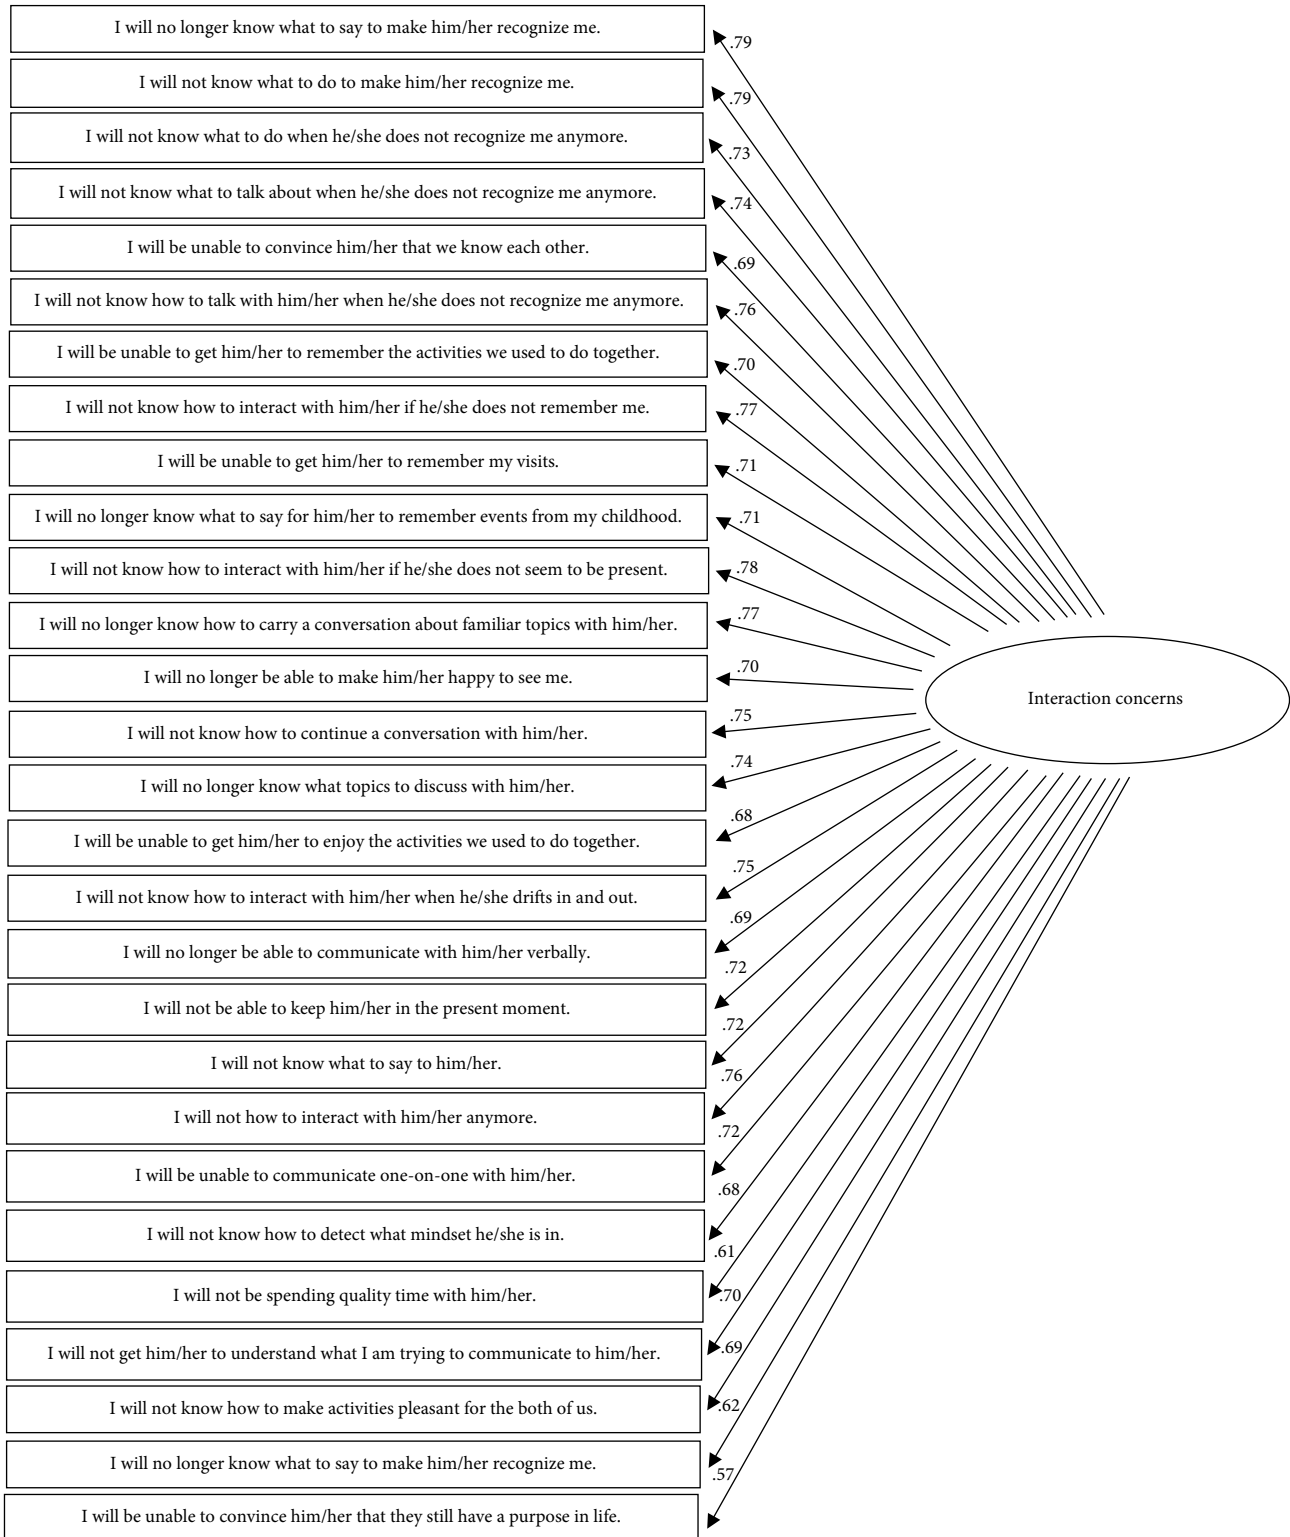 I will no longer know what to say to make him/her recognize me.
.79
I will not know what to do to make him/her recognize me.
.79
I will not know what to do when he/she does not recognize me anymore.
.73
I will not know what to talk about when he/she does not recognize me anymore.
.74
I will be unable to convince him/her that we know each other.
.69
I will not know how to talk with him/her when he/she does not recognize me anymore.
.76
I will be unable to get him/her to remember the activities we used to do together.
.70
I will not know how to interact with him/her if he/she does not remember me.
.77
I will be unable to get him/her to remember my visits.
.71
I will no longer know what to say for him/her to remember events from my childhood.
.71
I will not know how to interact with him/her if he/she does not seem to be present.
.78
I will no longer know how to carry a conversation about familiar topics with him/her.
.77
I will no longer be able to make him/her happy to see me.
.70
Interaction concerns
I will not know how to continue a conversation with him/her.
.75
I will no longer know what topics to discuss with him/her.
.74
I will be unable to get him/her to enjoy the activities we used to do together.
.68
I will not know how to interact with him/her when he/she drifts in and out.
.75
I will no longer be able to communicate with him/her verbally.
.69
I will not be able to keep him/her in the present moment.
.72
I will not know what to say to him/her.
.72
I will not how to interact with him/her anymore.
.76
I will be unable to communicate one-on-one with him/her.
.72
I will not know how to detect what mindset he/she is in.
.68
I will not be spending quality time with him/her.
.61
.70
I will not get him/her to understand what I am trying to communicate to him/her.
.69
I will not know how to make activities pleasant for the both of us.
.62
I will no longer know what to say to make him/her recognize me.
.57
I will be unable to convince him/her that they still have a purpose in life.